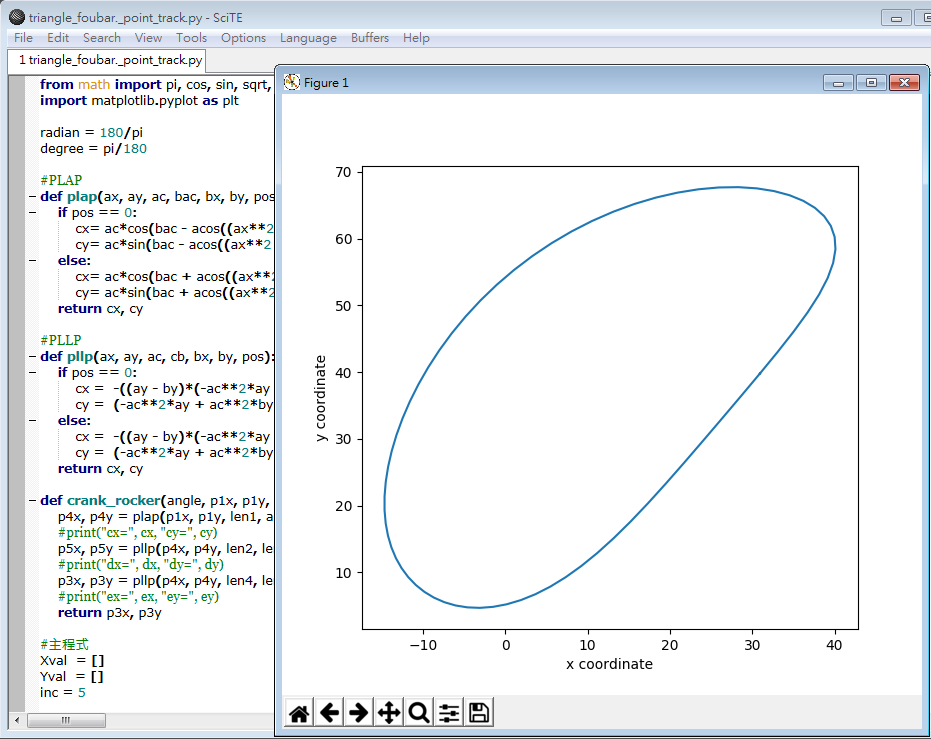 triangle_foubar._point_track.py - SciTE
File Edit Search View Tools Options Language Buffers Help
1 triangle_foubar._point_track.py
from math import pi, cos, sin, sqrt,
import matplotlib.pyplot as plt
radian = 180/pi
degree = pi/180
#PLAP
def plap(ax, ay, ac, bac, bx, by, pos
if pos == 0:
cx= ac*cos(bac - acos((ax**2
cy= ac*sin(bac - acos((ax**2
else:
cx= ac*cos(bac + acos((ax**2
cy= ac*sin(bac + acos((ax**2
return cx, cy
#PLLP
def pllp(ax, ay, ac, cb, bx, by, pos):
if pos == 0:
cx = -((ay - by)*(-ac**2*ay
cy = (-ac**2*ay + ac**2*by
else:
cx = -((ay - by)*(-ac**2*ay
cy = (-ac**2*ay + ac**2*by
return cx, cy
def crank_rocker(angle, p1x, p1y,
p4x, p4y = plap(p1x, p1y, len1, a
#print("cx=", cx, "cy=", cy)
p5x, p5y = pllp(p4x, p4y, len2, le
#print("dx=", dx, "dy=", dy)
p3x, p3y = pllp(p4x, p4y, len4, le
#print("ex=", ex, "ey=", ey)
return p3x, p3y
#主程式
Xval = []
Yval = []
inc = 5
Figure 1
70
60
50
40
30
20
10
y coordinate
−10 0 10 20 30 40
x coordinate